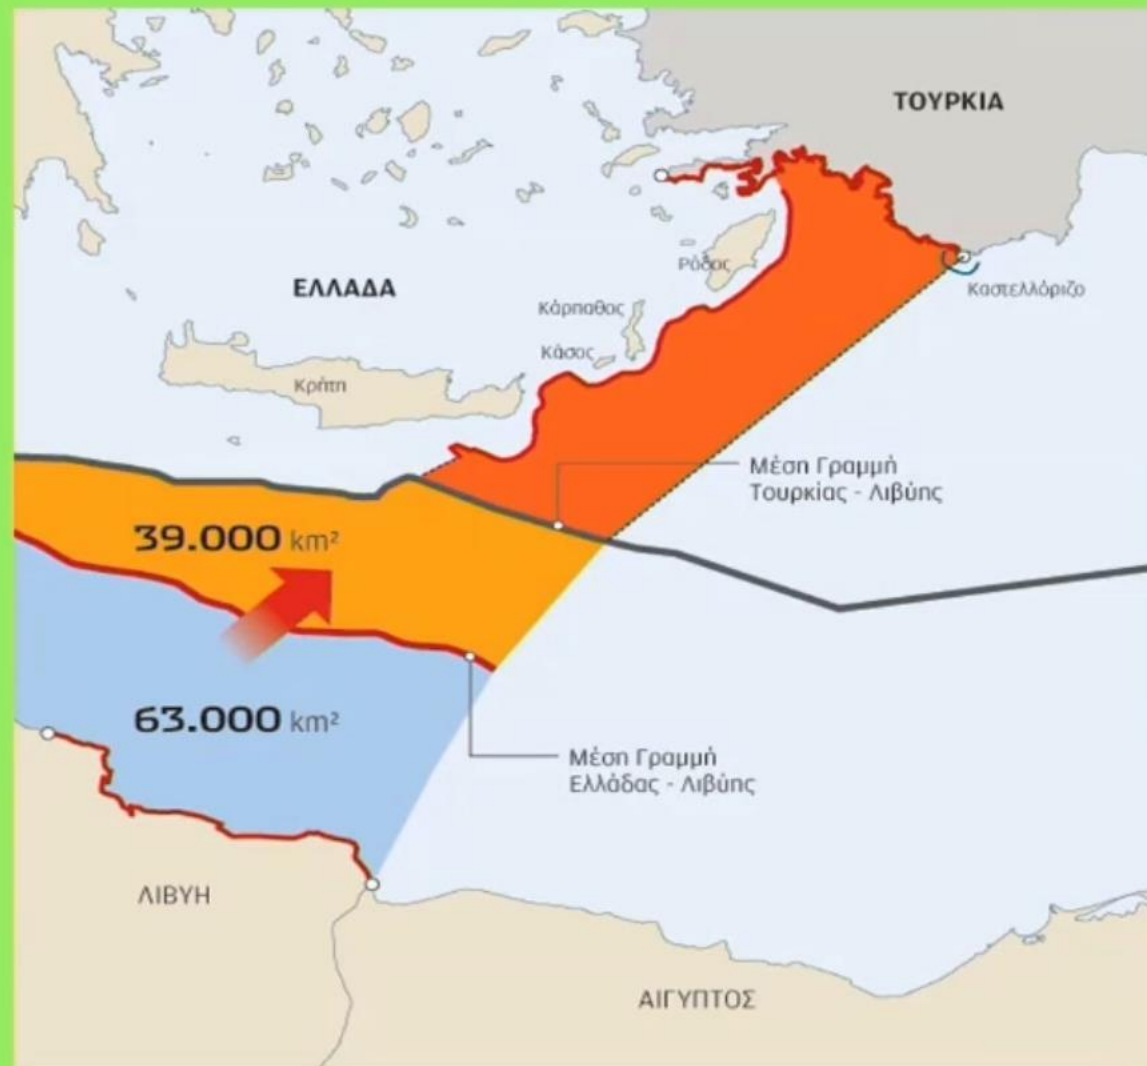 ΤΟΥΡΚΙΑ
Ρόδος
ΕΛΛΑΔΑ
Καστελλόριζο
Κάρπαθος
Κάσος
Κρήτη
Μέση Γραμμή
Τουρκίας - Λιβύης
39.000 km²
63.000 km²
Μέση Γραμμή
Ελλάδας - Λιβύης
ΛΙΒΥΗ
ΑΙΓΥΠΤΟΣ